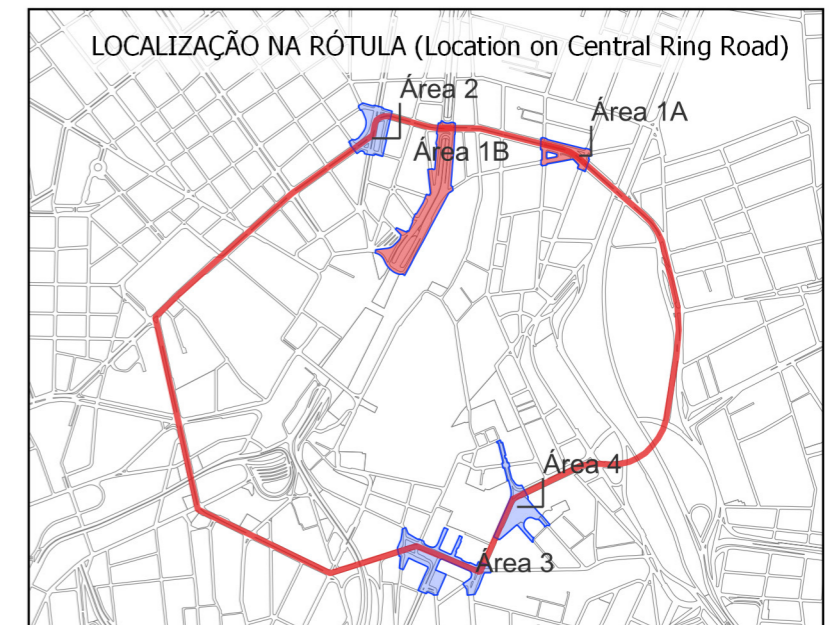 LOCALIZAÇÃO NA RÓTULA (Location on Central Ring Road)
Área 2
Área 1A
Área 1B
Área 4
Área 3